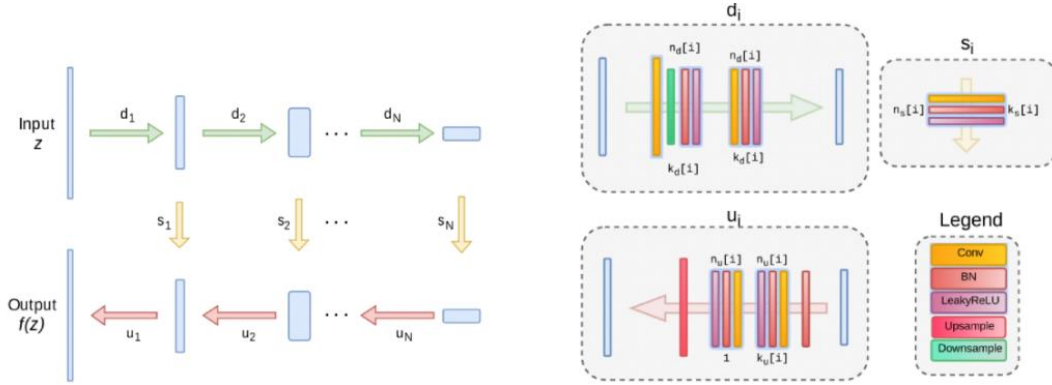 Input
z
d1
d2
dN
...
s1
s2
...
sN
Output
f(z)
u1
u2
...
uN
di
nd[i]
nd[i]
kd[i]
kd[i]
si
ns[i]
ks[i]
ui
nu[i]
nu[i]
1
ku[i]
Legend
Conv
BN
LeakyReLU
Upsample
Downsample